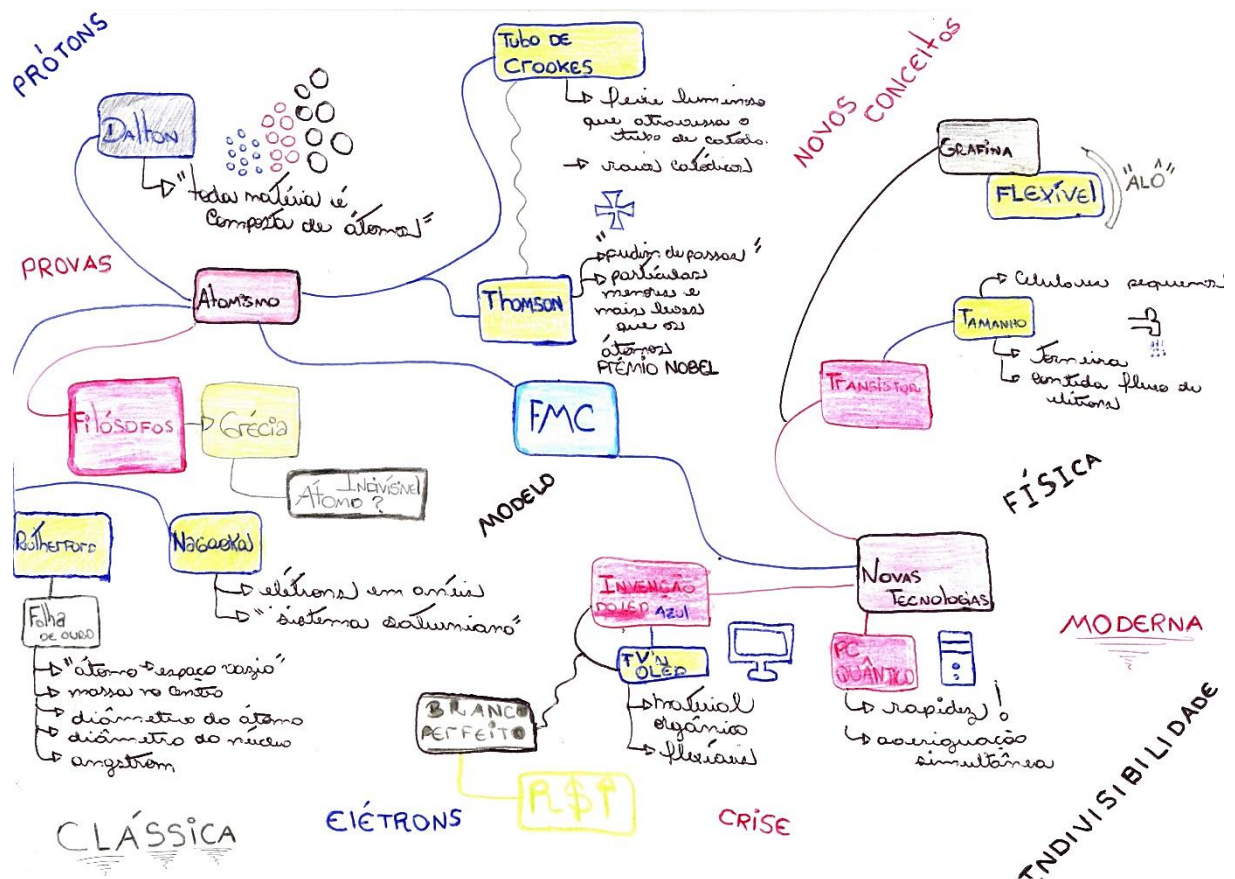 PRÓTONS
Dalton
"toda matéria é
composta de átomos"
Tubo de
Crookes
feixe luminoso
que atravessa o
tubo de catodo.
raios catódicos
NOVOS CONCEITOS
GRAFINA
FLEXÍVEL
"ALÔ"
PROVAS
Atomismo
Thomson
"pudim de passas"
partículas
menores e
mais leves
que os
átomos
PRÊMIO NOBEL
Celulares pequenos
TAMANHO
Torneira
fluxo de
elétrons
TRANSISTOR
Filósofos
Grécia
Indivísivel
Átomo?
FMC
MODELO
FÍSICA
Rutherford
Nagaoka
elétrons em anéis
"sistema saturniano"
Folha
DE OURO
"átomo espaço vazio"
massa no centro
diâmetro do átomo
diâmetro do núcleo
angstrom
INVENÇÃO
DO LED AZUL
TV'N
OLED
material
orgânico
flexíveis
BRANCO
PERFEITO
R$↑
NOVAS
TECNOLOGIAS
PC
QUÂNTICO
rapidez!
averiguação
simultânea
MODERNA
INDIVISIBILIDADE
CLÁSSICA
ELÉTRONS
CRISE